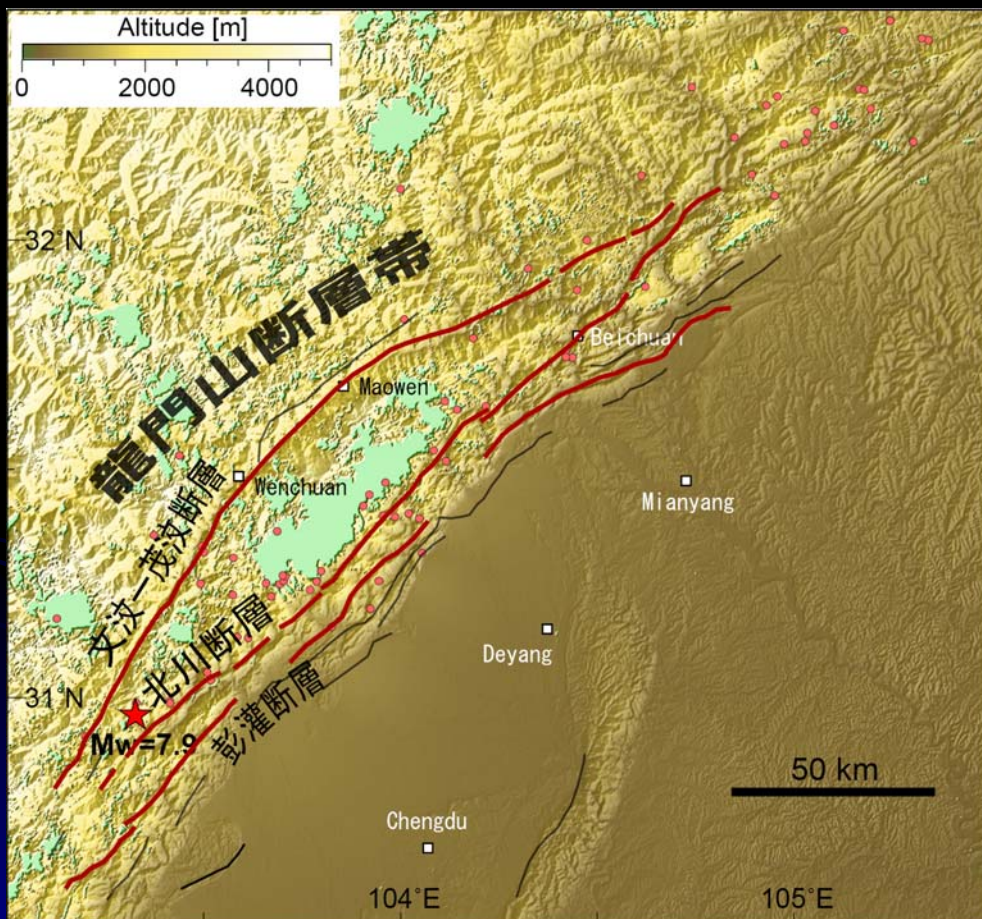 Altitude [m]
0 2000 4000
32°N
龍門山断層帯
Beichuan
Maowen
Wenchuan
Mianyang
文汶一茂汶断層
北川断層
Deyang
31°N
彭灌断層
Mw=7.9
50 km
Chengdu
104°E
105°E